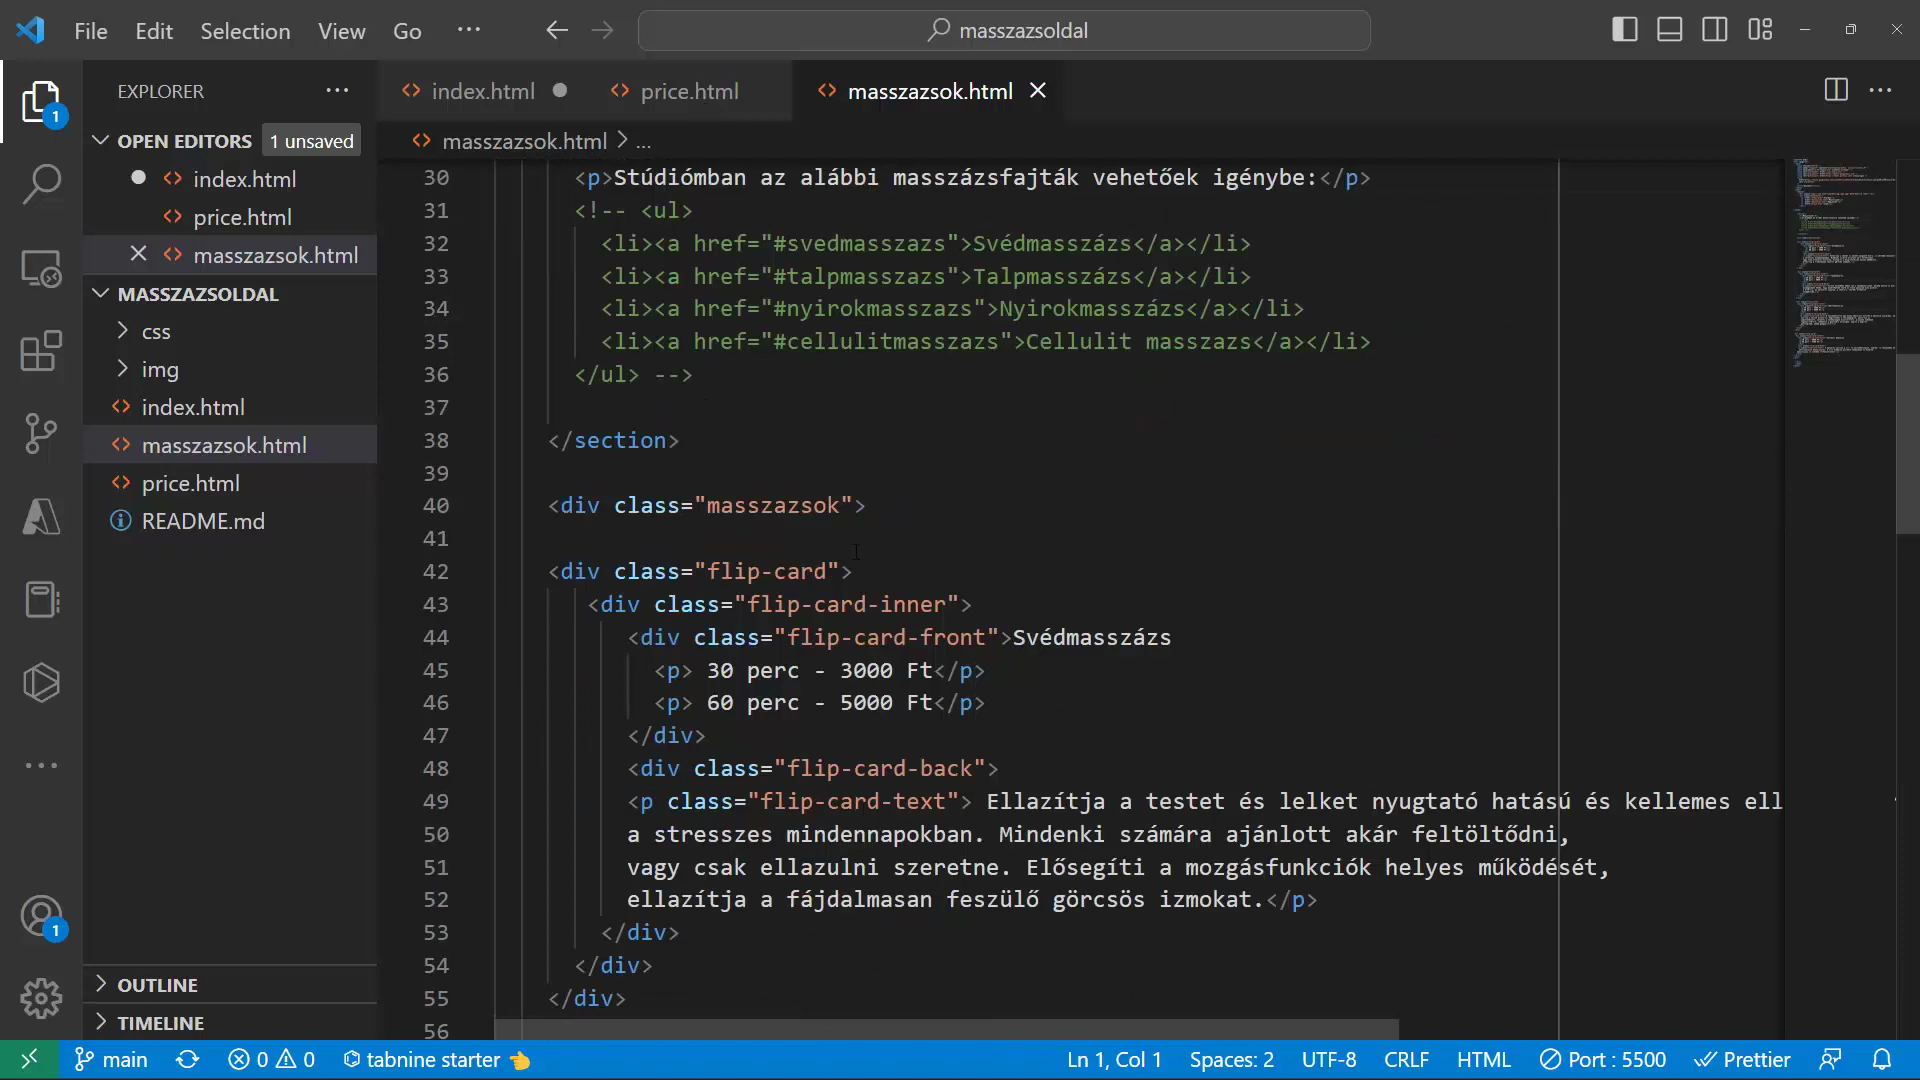 File Edit Selection View Go ··· masszazsoldal
EXPLORER ···
OPEN EDITORS 1 unsaved
index.html
price.html
masszazsok.html
MASSZAZSOLDAL
css
img
index.html
masszazsok.html
price.html
README.md
OUTLINE
TIMELINE
1
1
index.html price.html masszazsok.html
masszazsok.html > ...
30 <p>Stúdiómban az alábbi masszázsfajták vehetőek igénybe:</p>
31 <!-- <ul>
32 <li><a href="#svedmasszazs">Svédmasszázs</a></li>
33 <li><a href="#talpmasszazs">Talpmasszázs</a></li>
34 <li><a href="#nyirokmasszazs">Nyirokmasszázs</a></li>
35 <li><a href="#cellulitmasszazs">Cellulit masszazs</a></li>
36 </ul> -->
37
38 </section>
39
40 <div class="masszazsok">
41
42 <div class="flip-card">
43 <div class="flip-card-inner">
44 <div class="flip-card-front">Svédmasszázs
45 <p> 30 perc - 3000 Ft</p>
46 <p> 60 perc - 5000 Ft</p>
47 </div>
48 <div class="flip-card-back">
49 <p class="flip-card-text"> Ellazítja a testet és lelket nyugtató hatású és kellemes ell
50 a stresszes mindennapokban. Mindenki számára ajánlott akár feltöltődni,
51 vagy csak ellazulni szeretne. Elősegíti a mozgásfunkciók helyes működését,
52 ellazítja a fájdalmasan feszülő görcsös izmokat.</p>
53 </div>
54 </div>
55 </div>
56
main 0 0 tabnine starter Ln 1, Col 1 Spaces: 2 UTF-8 CRLF HTML Port : 5500 Prettier